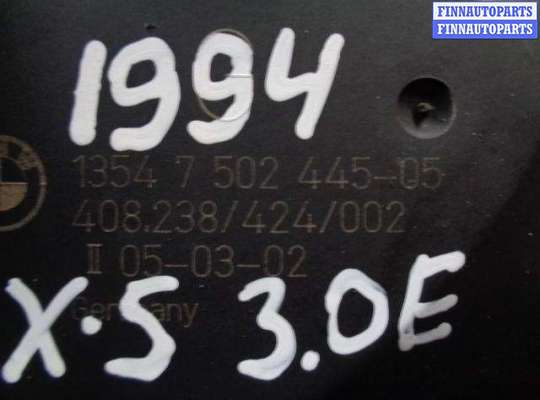 FINNAUTOPARTS
FINNAUTOPARTS
1994
1354 7 502 445-05
408.238/424/002
II 05-03-02
Germany
X·5 3.0E